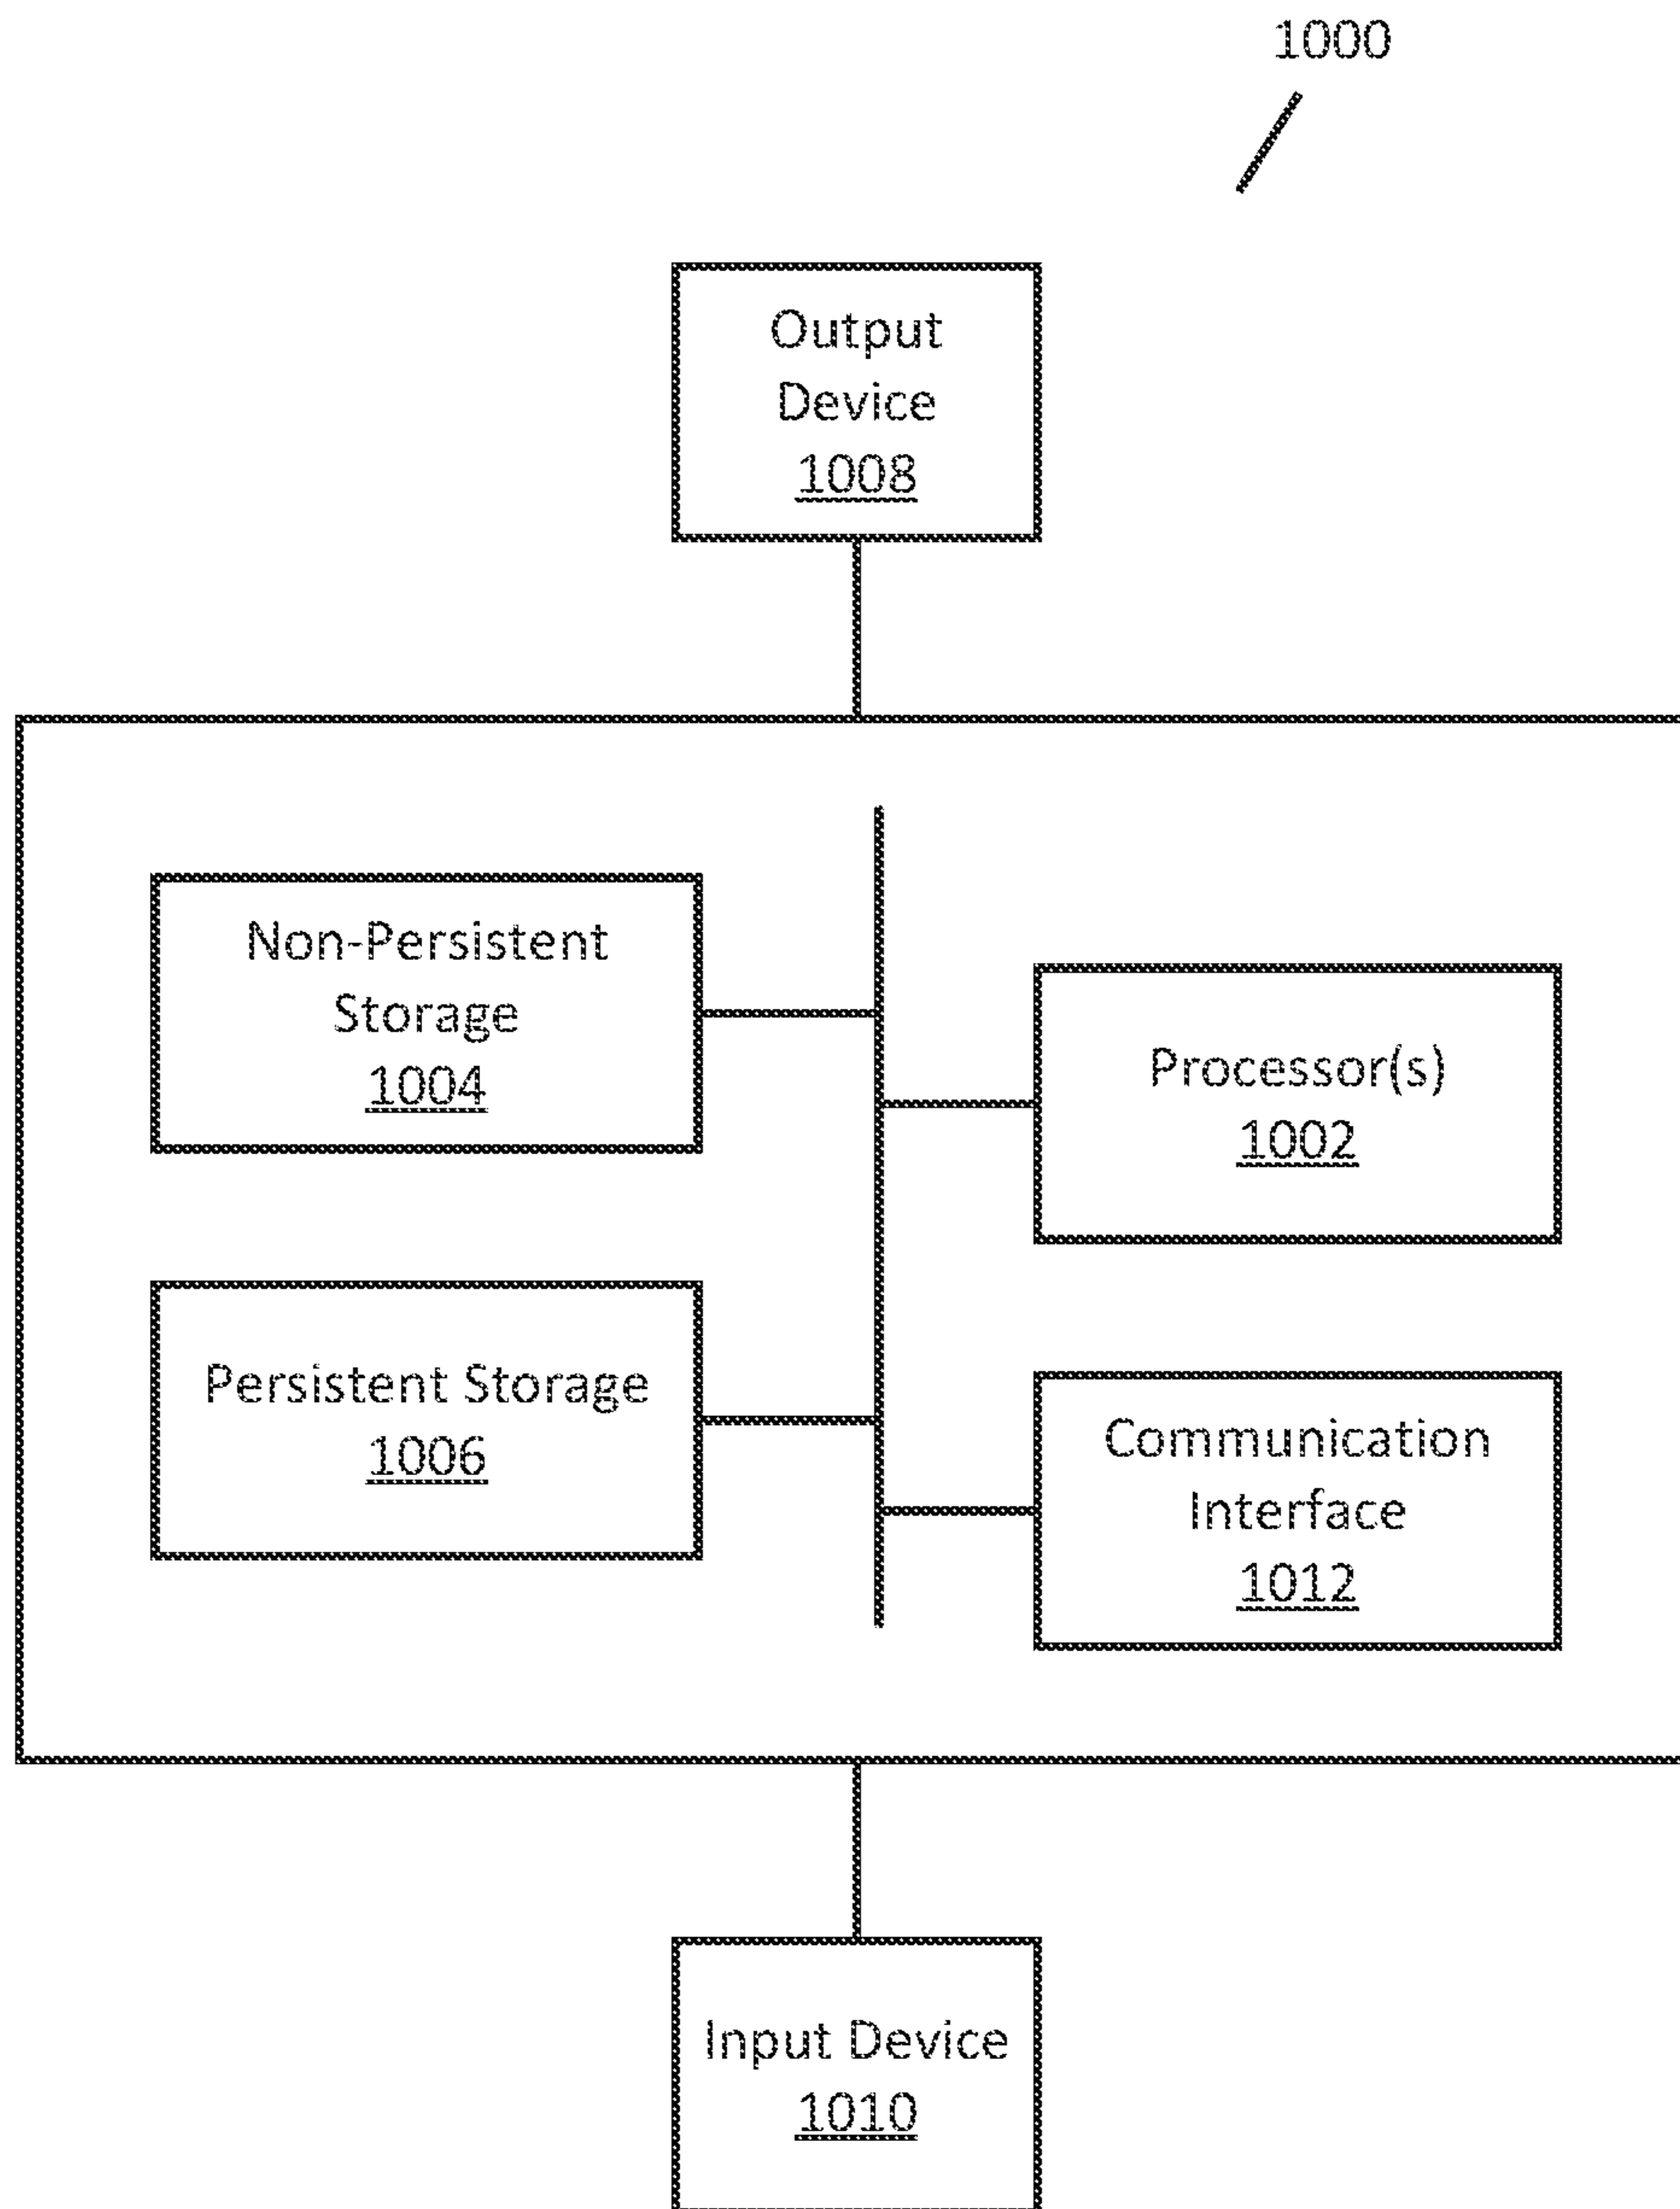 1000
Output
Device
1008
Non-Persistent
Storage
1004
Processor(s)
1002
Persistent Storage
1006
Communication
Interface
1012
Input Device
1010